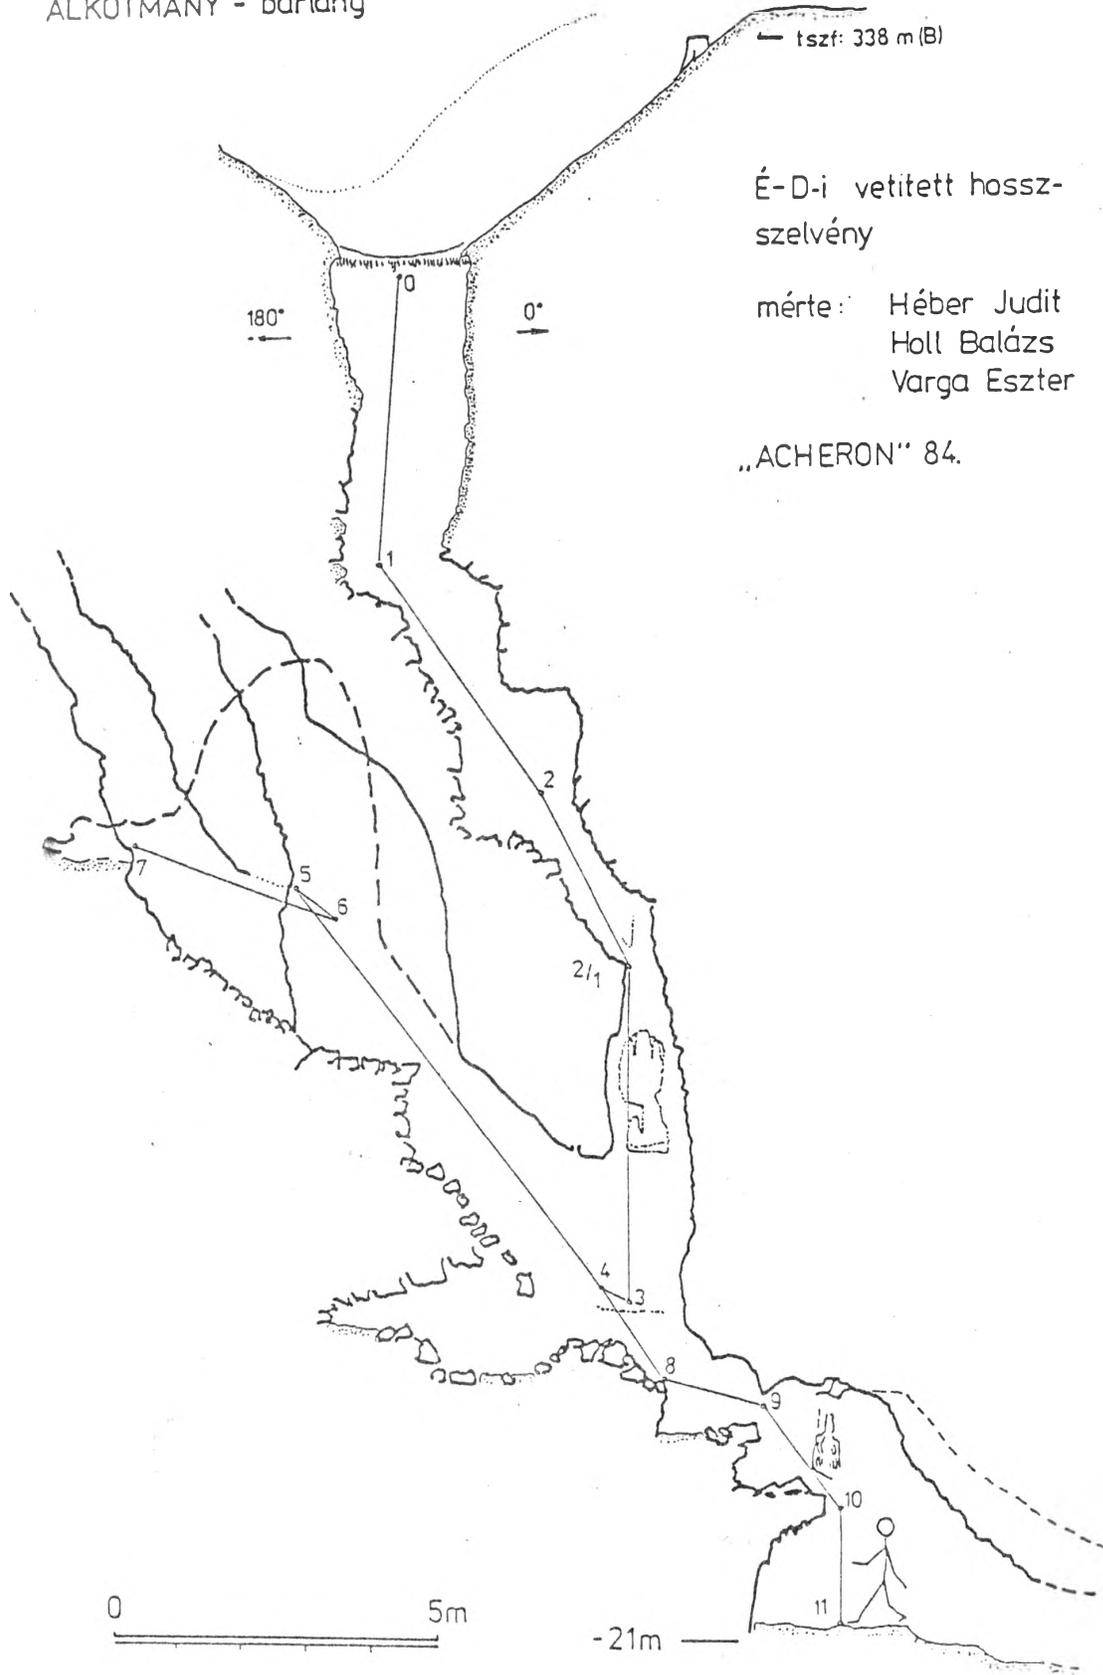 ALKOTMÁNY - barlang
tszf: 338 m (B)
É-D-i vetitett hossz-
szelvény
mérte: Héber Judit
Holl Balázs
Varga Eszter
„ACHERON" 84.
0
180°
0°
1
2
7
5
6
2/1
4
3
8
9
10
11
0 5m
-21m